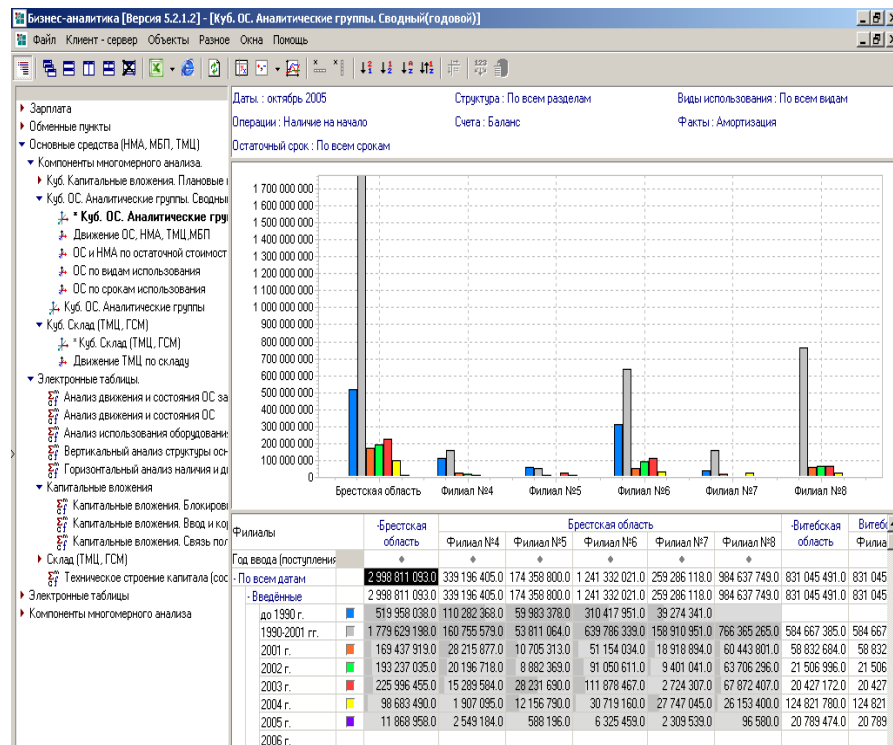 Бизнес-аналитика [Версия 5.2.1.2] - [Куб. ОС. Аналитические группы. Сводный(годовой)]
Файл Клиент - сервер Объекты Разное Окна Помощь
Зарплата
Обменные пункты
Основные средства (НМА, МБП, ТМЦ)
Компоненты многомерного анализа.
Куб. Капитальные вложения. Плановые
Куб. ОС. Аналитические группы. Сводны
* Куб. ОС. Аналитические гру
Движение ОС, НМА, ТМЦ,МБП
ОС и НМА по остаточной стоимост
ОС по видам использования
ОС по срокам использования
Куб. ОС. Аналитические группы
Куб. Склад (ТМЦ, ГСМ)
* Куб. Склад (ТМЦ, ГСМ)
Движение ТМЦ по складу
Электронные таблицы.
Анализ движения и состояния ОС за
Анализ движения и состояния ОС
Анализ использования оборудовани
Вертикальный анализ структуры осн
Горизонтальный анализ наличия и д
Капитальные вложения
Капитальные вложения. Блокиров
Капитальные вложения. Ввод и ко
Капитальные вложения. Связь пол
Склад (ТМЦ, ГСМ)
Техническое строение капитала (сос
Электронные таблицы
Компоненты многомерного анализа
Даты. : октябрь 2005 Структура : По всем разделам Виды использования : По всем видам
Операции : Наличие на начало Счета : Баланс Факты : Амортизация
Остаточный срок : По всем срокам
1 700 000 000
1 600 000 000
1 500 000 000
1 400 000 000
1 300 000 000
1 200 000 000
1 100 000 000
1 000 000 000
900 000 000
800 000 000
700 000 000
600 000 000
500 000 000
400 000 000
300 000 000
200 000 000
100 000 000
0
Брестская область Филиал №4 Филиал №5 Филиал №6 Филиал №7 Филиал №8
Филиалы -Брестская область Брестская область -Витебская область Витебс
Филиал №4 Филиал №5 Филиал №6 Филиал №7 Филиал №8 Филиа
Год ввода (поступления
- По всем датам 2 998 811 093.0 339 196 405.0 174 358 800.0 1 241 332 021.0 259 286 118.0 984 637 749.0 831 045 491.0 831 045
- Введённые 2 998 811 093.0 339 196 405.0 174 358 800.0 1 241 332 021.0 259 286 118.0 984 637 749.0 831 045 491.0 831 045
до 1990 г. 519 958 038.0 110 282 368.0 59 983 378.0 310 417 951.0 39 274 341.0
1990-2001 гг. 1 779 629 198.0 160 755 579.0 53 811 064.0 639 786 339.0 158 910 951.0 766 365 265.0 584 667 385.0 584 667
2001 г. 169 437 919.0 28 215 877.0 10 705 313.0 51 154 034.0 18 918 894.0 60 443 801.0 58 832 684.0 58 832
2002 г. 193 237 035.0 20 196 718.0 8 882 369.0 91 050 611.0 9 401 041.0 63 706 296.0 21 506 996.0 21 506
2003 г. 225 996 455.0 15 289 584.0 28 231 690.0 111 878 467.0 2 724 307.0 67 872 407.0 20 427 172.0 20 427
2004 г. 98 683 490.0 1 907 095.0 12 156 790.0 30 719 160.0 27 747 045.0 26 153 400.0 124 821 780.0 124 821
2005 г. 11 868 958.0 2 549 184.0 588 196.0 6 325 459.0 2 309 539.0 96 580.0 20 789 474.0 20 789
2006 г.